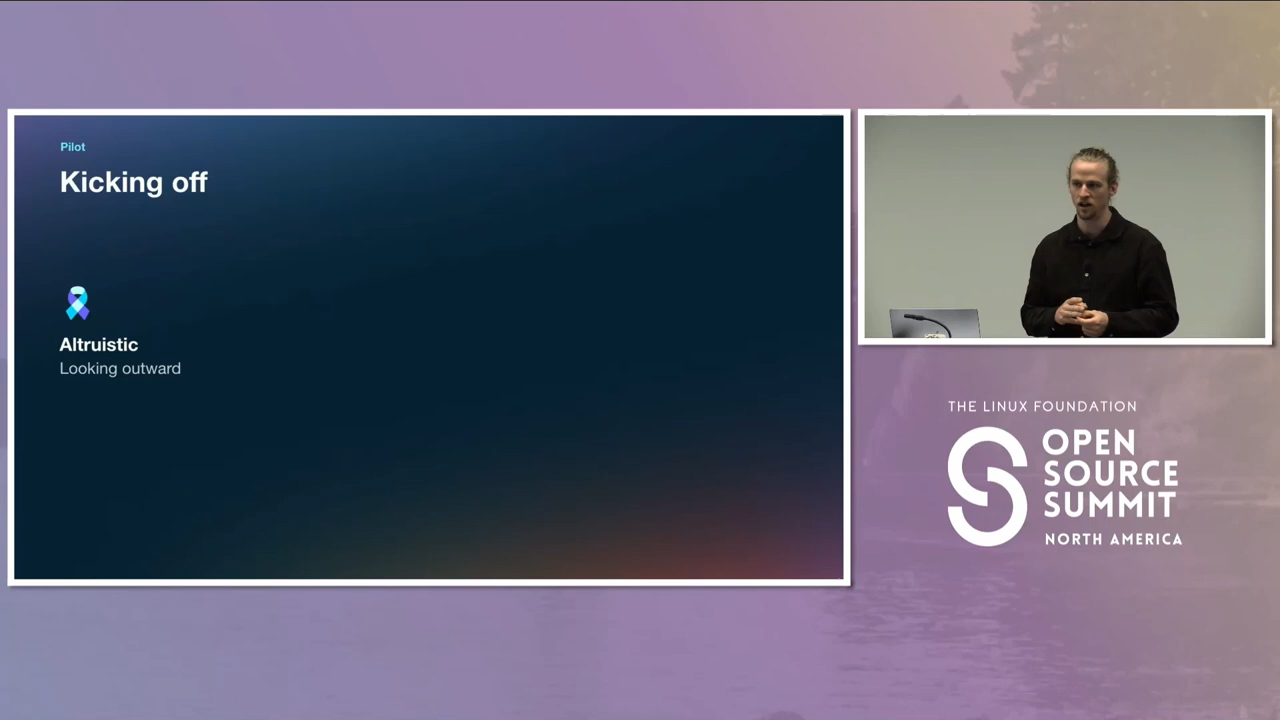 Pilot
Kicking off
Altruistic
Looking outward
THE LINUX FOUNDATION
OPEN
SOURCE
SUMMIT
NORTH AMERICA